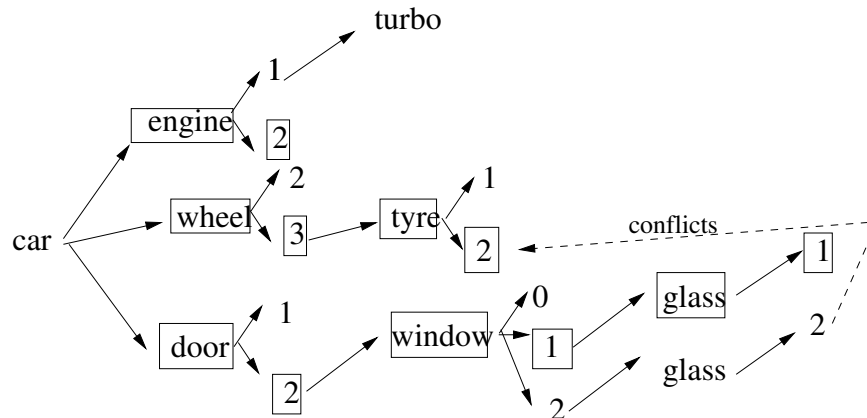 turbo
1
engine
2
2
1
wheel
3
tyre
2
car
conflicts
1
glass
1
0
door
window
1
2
2
glass
2